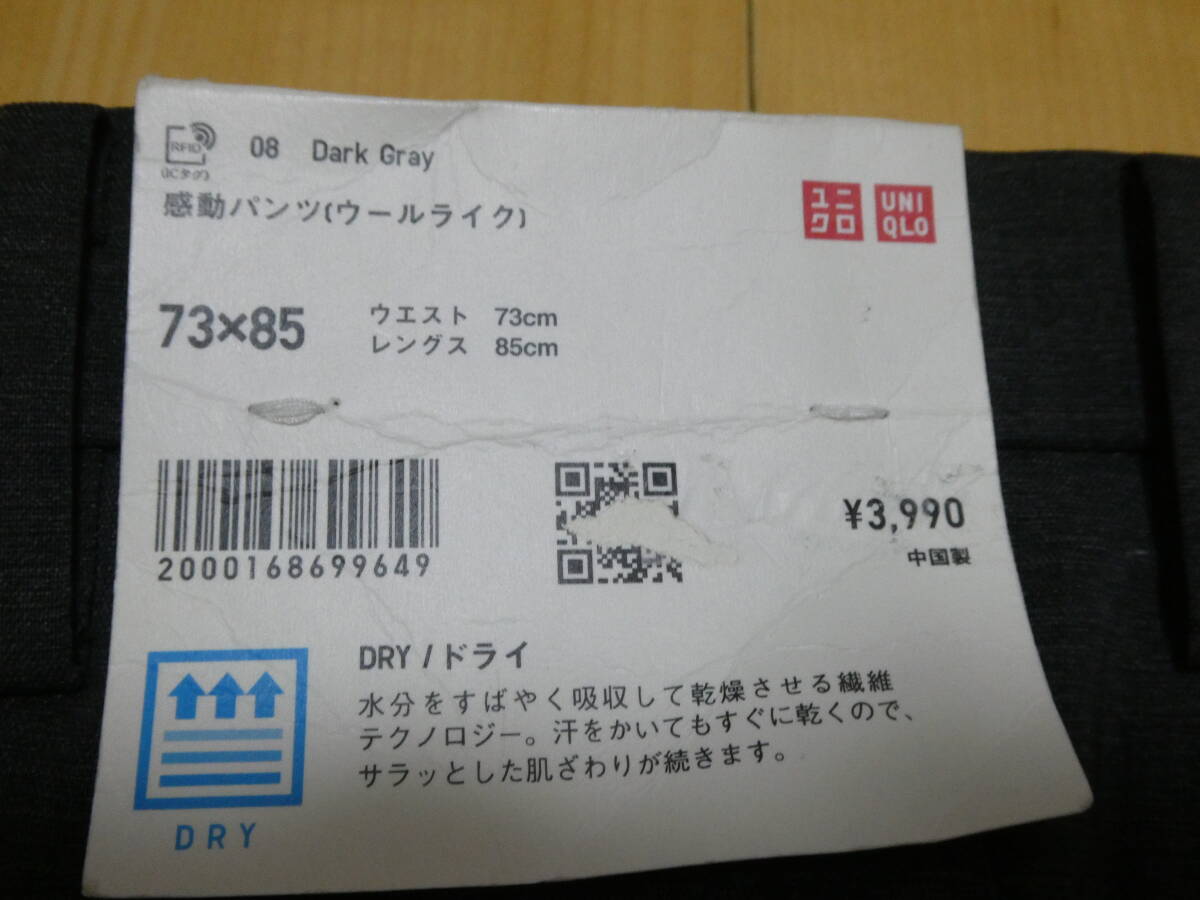 RFID
(ICタグ)
08 Dark Gray
感動パンツ(ウールライク)
ユニクロ
UNIQLO
73×85
ウエスト 73cm
レングス 85cm
2000168699649
¥3,990
中国製
DRY
DRY / ドライ
水分をすばやく吸収して乾燥させる繊維
テクノロジー。汗をかいてもすぐに乾くので、
サラッとした肌ざわりが続きます。